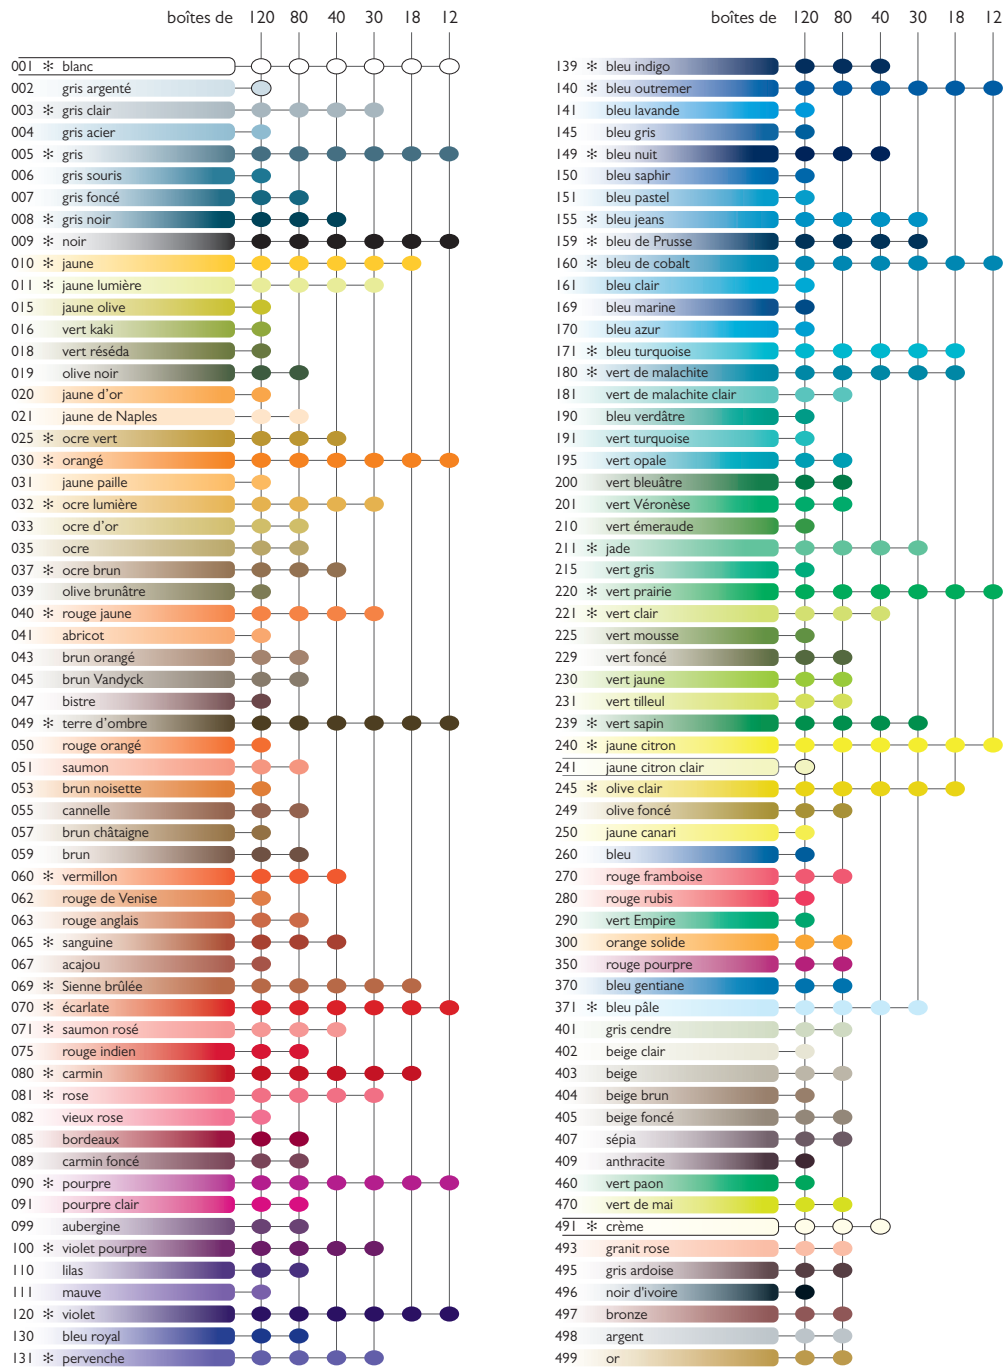 boîtes de 120 80 40 30 18 12
001 * blanc
002 gris argenté
003 * gris clair
004 gris acier
005 * gris
006 gris souris
007 gris foncé
008 * gris noir
009 * noir
010 * jaune
011 * jaune lumière
015 jaune olive
016 vert kaki
018 vert réséda
019 olive noir
020 jaune d'or
021 jaune de Naples
025 * ocre vert
030 * orangé
031 jaune paille
032 * ocre lumière
033 ocre d'or
035 ocre
037 * ocre brun
039 olive brunâtre
040 * rouge jaune
041 abricot
043 brun orangé
045 brun Vandyck
047 bistre
049 * terre d'ombre
050 rouge orangé
051 saumon
053 brun noisette
055 cannelle
057 brun châtaigne
059 brun
060 * vermillon
062 rouge de Venise
063 rouge anglais
065 * sanguine
067 acajou
069 * Sienne brûlée
070 * écarlate
071 * saumon rosé
075 rouge indien
080 * carmin
081 * rose
082 vieux rose
085 bordeaux
089 carmin foncé
090 * pourpre
091 pourpre clair
099 aubergine
100 * violet pourpre
110 lilas
111 mauve
120 * violet
130 bleu royal
131 * pervenche
boîtes de 120 80 40 30 18 12
139 * bleu indigo
140 * bleu outremer
141 bleu lavande
145 bleu gris
149 * bleu nuit
150 bleu saphir
151 bleu pastel
155 * bleu jeans
159 * bleu de Prusse
160 * bleu de cobalt
161 bleu clair
169 bleu marine
170 bleu azur
171 * bleu turquoise
180 * vert de malachite
181 vert de malachite clair
190 bleu verdâtre
191 vert turquoise
195 vert opale
200 vert bleuâtre
201 vert Véronèse
210 vert émeraude
211 * jade
215 vert gris
220 * vert prairie
221 * vert clair
225 vert mousse
229 vert foncé
230 vert jaune
231 vert tilleul
239 * vert sapin
240 * jaune citron
241 jaune citron clair
245 * olive clair
249 olive foncé
250 jaune canari
260 bleu
270 rouge framboise
280 rouge rubis
290 vert Empire
300 orange solide
350 rouge pourpre
370 bleu gentiane
371 * bleu pâle
401 gris cendre
402 beige clair
403 beige
404 beige brun
405 beige foncé
407 sépia
409 anthracite
460 vert paon
470 vert de mai
491 * crème
493 granit rose
495 gris ardoise
496 noir d'ivoire
497 bronze
498 argent
499 or